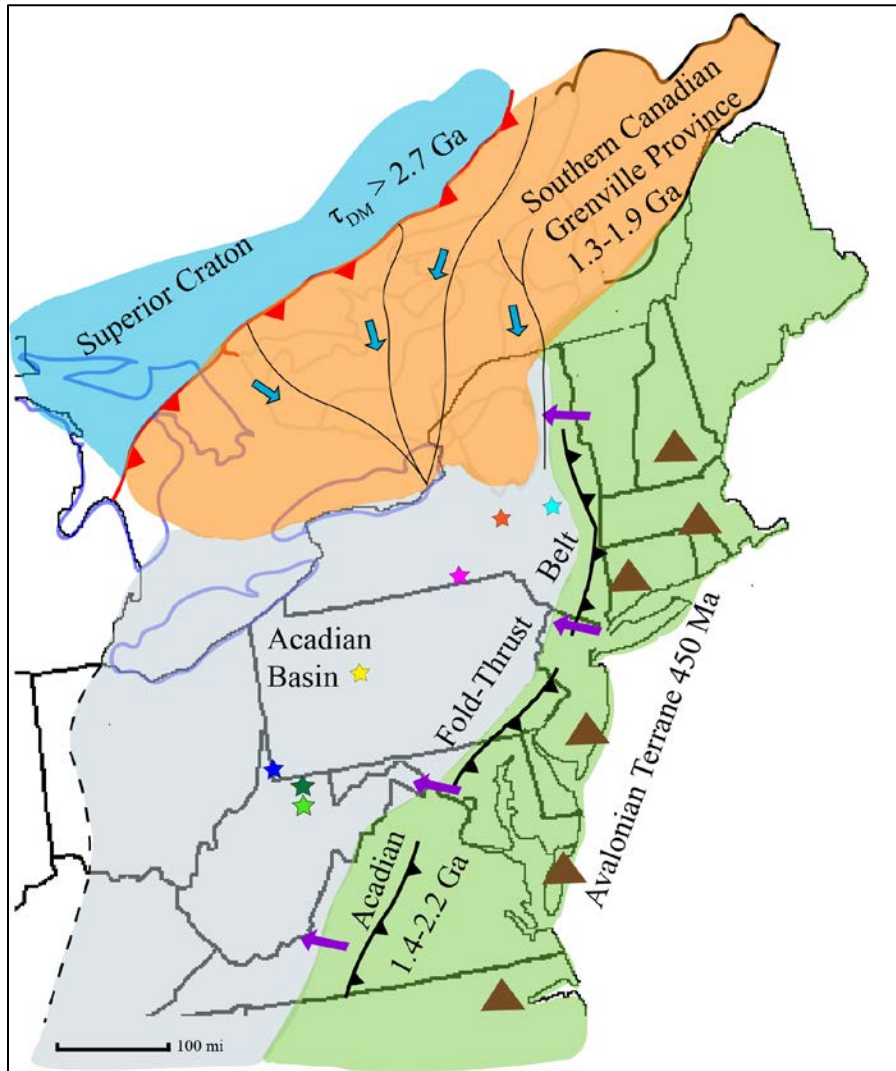 τDM > 2.7 Ga
Superior Craton
Southern Canadian
Grenville Province
1.3-1.9 Ga
Acadian
Basin
Acadian
Fold-Thrust
Belt
1.4-2.2 Ga
Avalonian Terrane 450 Ma
100 mi